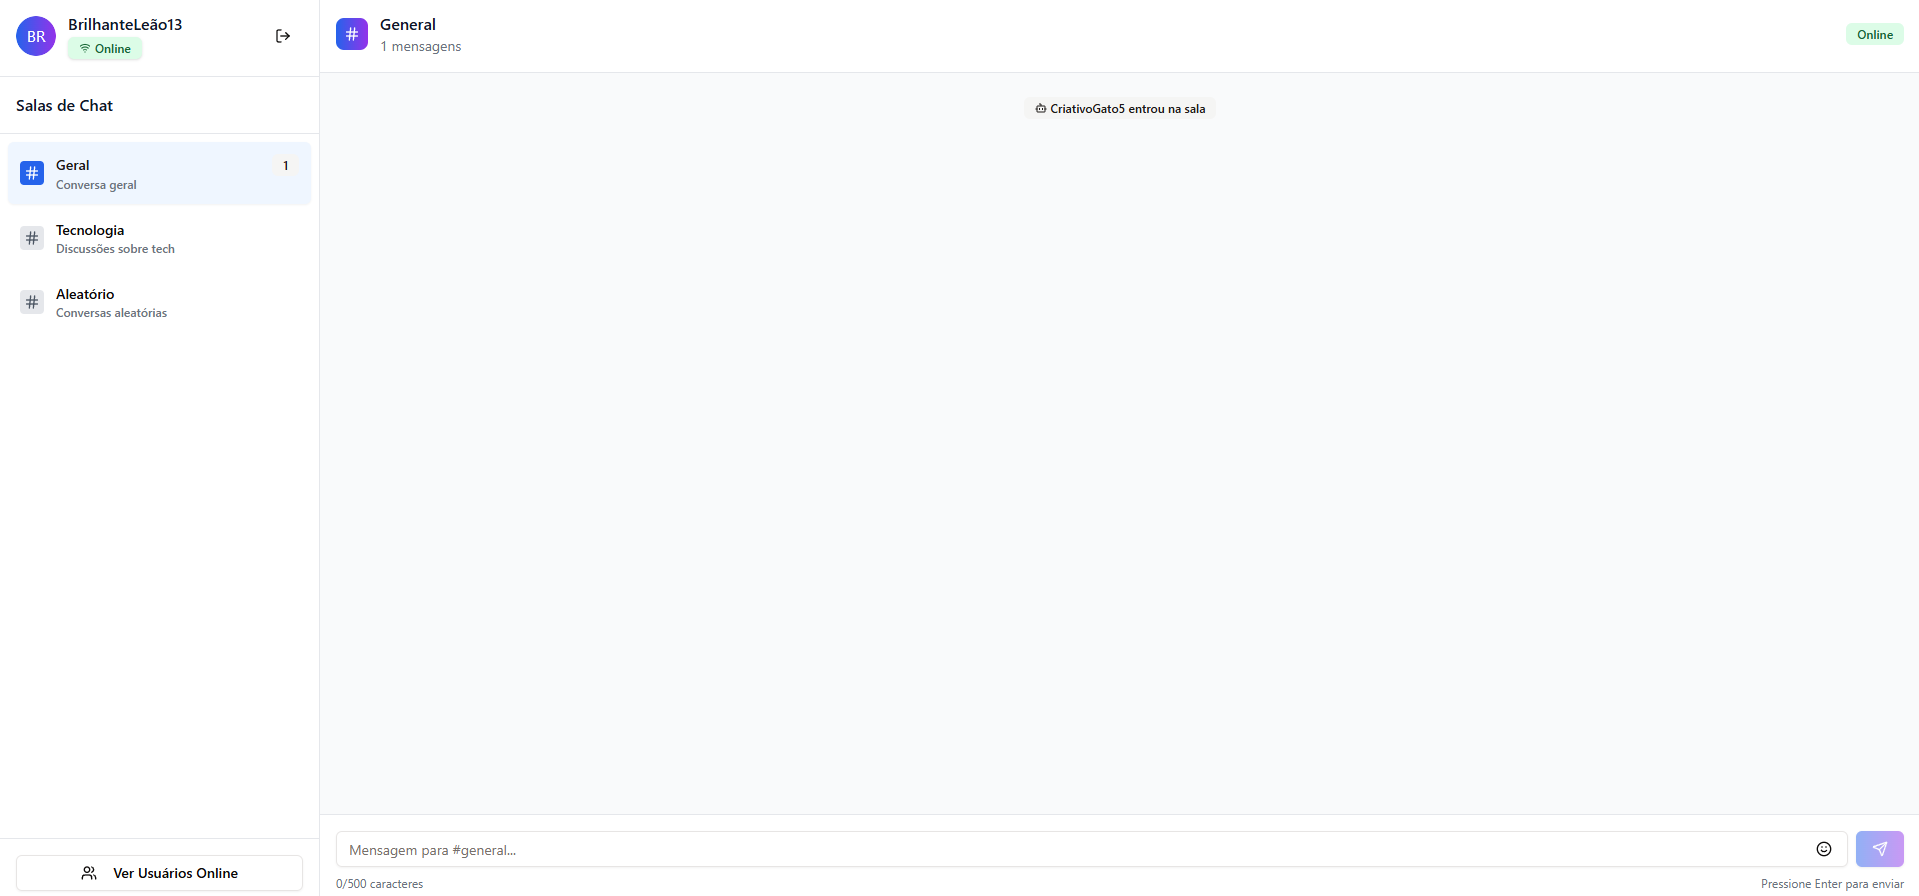 BR
BrilhanteLeão13
Online
Salas de Chat
# Geral 1
Conversa geral
# Tecnologia
Discussões sobre tech
# Aleatório
Conversas aleatórias
Ver Usuários Online
# General
1 mensagens
Online
CriativoGato5 entrou na sala
Mensagem para #general...
0/500 caracteres
Pressione Enter para enviar